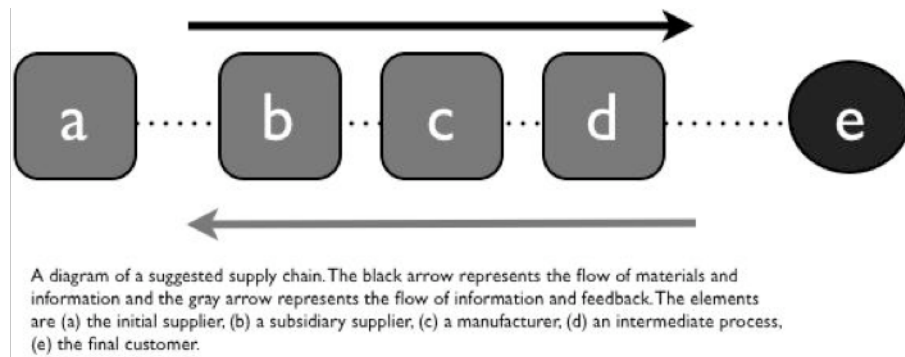 a b c d e
A diagram of a suggested supply chain. The black arrow represents the flow of materials and
information and the gray arrow represents the flow of information and feedback. The elements
are (a) the initial supplier, (b) a subsidiary supplier, (c) a manufacturer, (d) an intermediate process,
(e) the final customer.